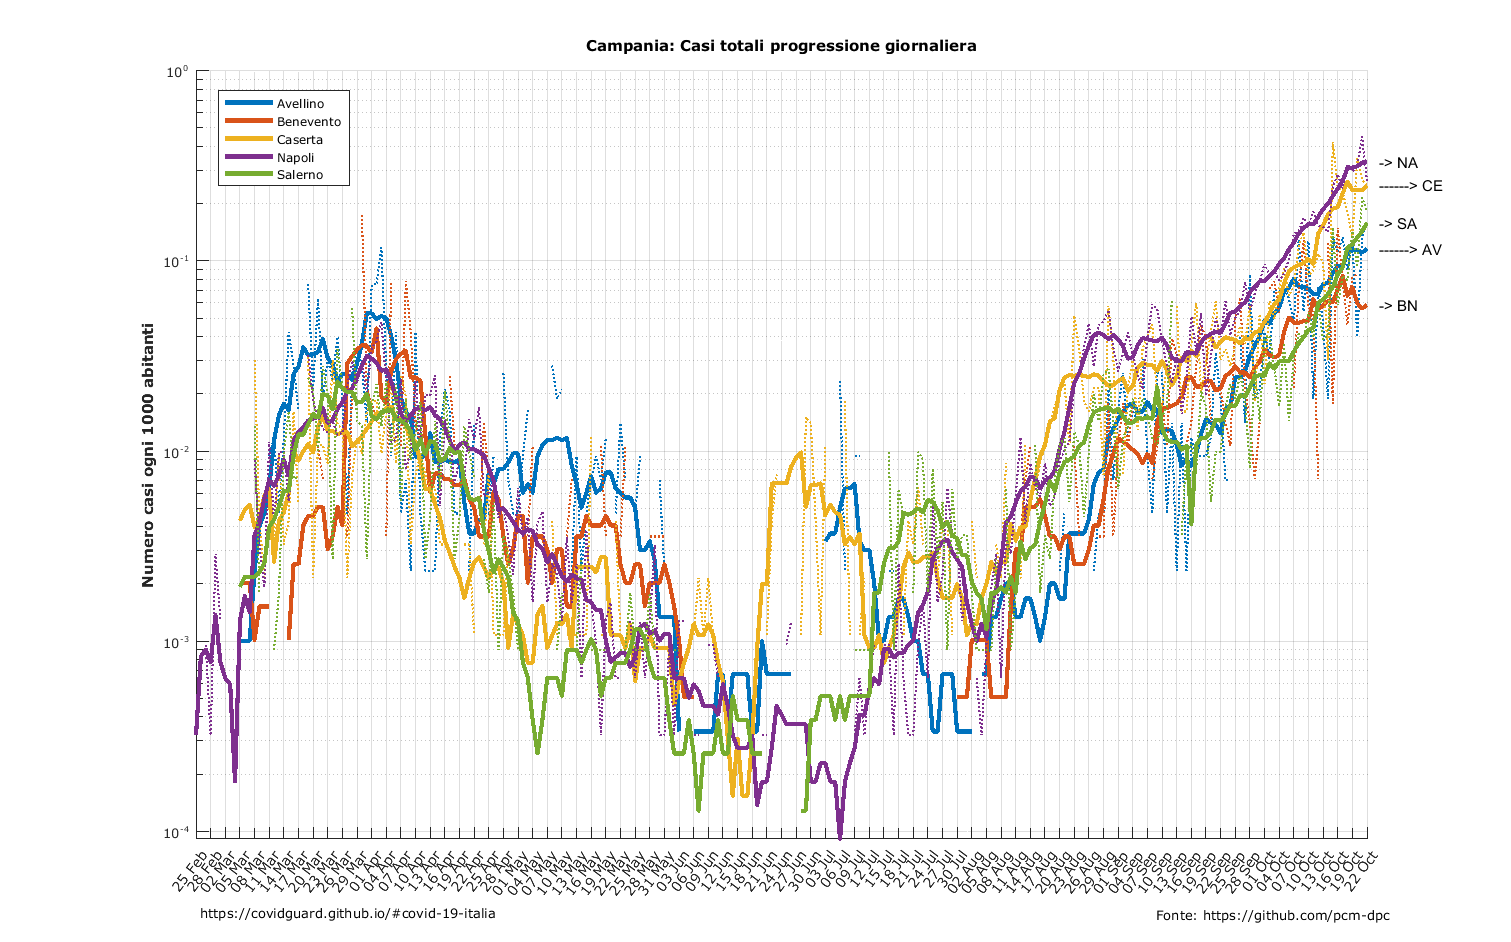 Campania: Casi totali progressione giornaliera
Numero casi ogni 1000 abitanti
10^0
10^-1
10^-2
10^-3
10^-4
Avellino
Benevento
Caserta
Napoli
Salerno
-> NA
------> CE
-> SA
------> AV
-> BN
25 Feb
28 Feb
02 Mar
05 Mar
08 Mar
11 Mar
14 Mar
17 Mar
20 Mar
23 Mar
26 Mar
29 Mar
01 Apr
04 Apr
07 Apr
10 Apr
13 Apr
16 Apr
19 Apr
22 Apr
25 Apr
28 Apr
01 May
04 May
07 May
10 May
13 May
16 May
19 May
22 May
25 May
28 May
31 May
03 Jun
06 Jun
09 Jun
12 Jun
15 Jun
18 Jun
21 Jun
24 Jun
27 Jun
30 Jun
03 Jul
06 Jul
09 Jul
12 Jul
15 Jul
18 Jul
21 Jul
24 Jul
27 Jul
30 Jul
02 Aug
05 Aug
08 Aug
11 Aug
14 Aug
17 Aug
20 Aug
23 Aug
26 Aug
29 Aug
01 Sep
04 Sep
07 Sep
10 Sep
13 Sep
16 Sep
19 Sep
22 Sep
25 Sep
28 Sep
01 Oct
04 Oct
07 Oct
10 Oct
13 Oct
16 Oct
19 Oct
22 Oct
https://covidguard.github.io/#covid-19-italia
Fonte: https://github.com/pcm-dpc